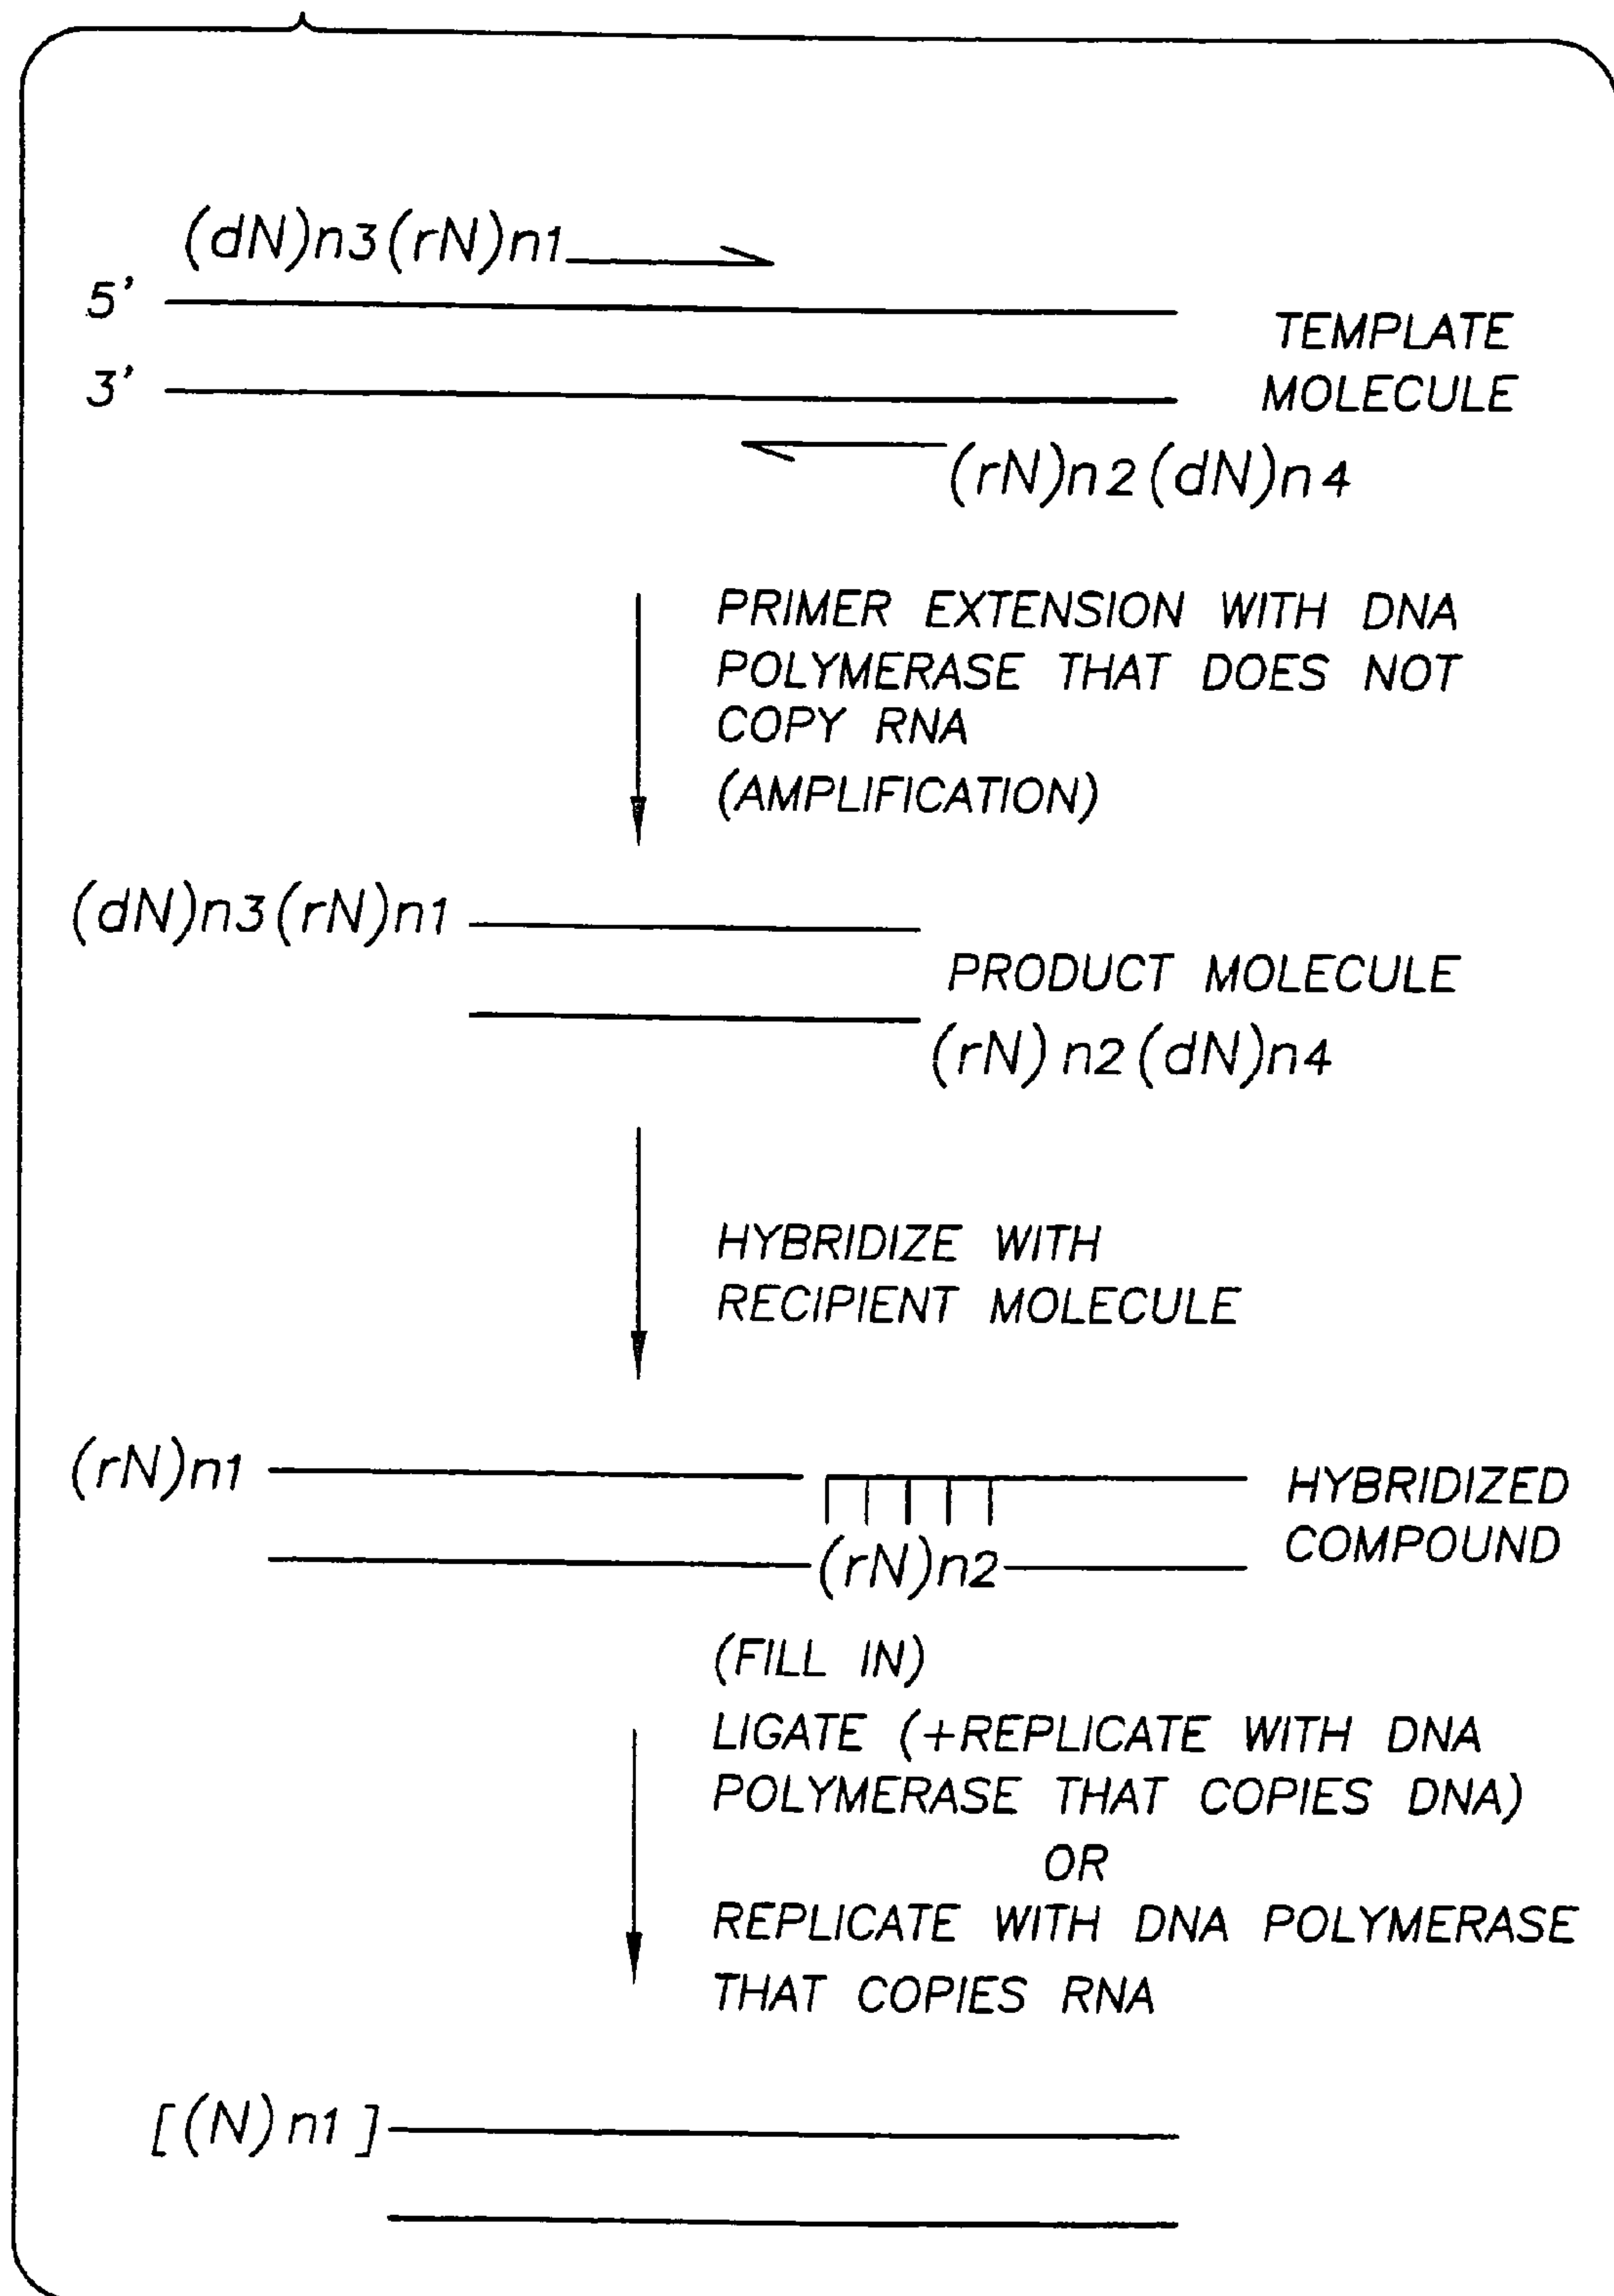 (dN)n3(rN)n1
5'
TEMPLATE
3'
MOLECULE
(rN)n2(dN)n4
PRIMER EXTENSION WITH DNA
POLYMERASE THAT DOES NOT
COPY RNA
(AMPLIFICATION)
(dN)n3(rN)n1
PRODUCT MOLECULE
(rN)n2(dN)n4
HYBRIDIZE WITH
RECIPIENT MOLECULE
(rN)n1
HYBRIDIZED
COMPOUND
(rN)n2
(FILL IN)
LIGATE (+REPLICATE WITH DNA
POLYMERASE THAT COPIES DNA)
OR
REPLICATE WITH DNA POLYMERASE
THAT COPIES RNA
[(N)n1]